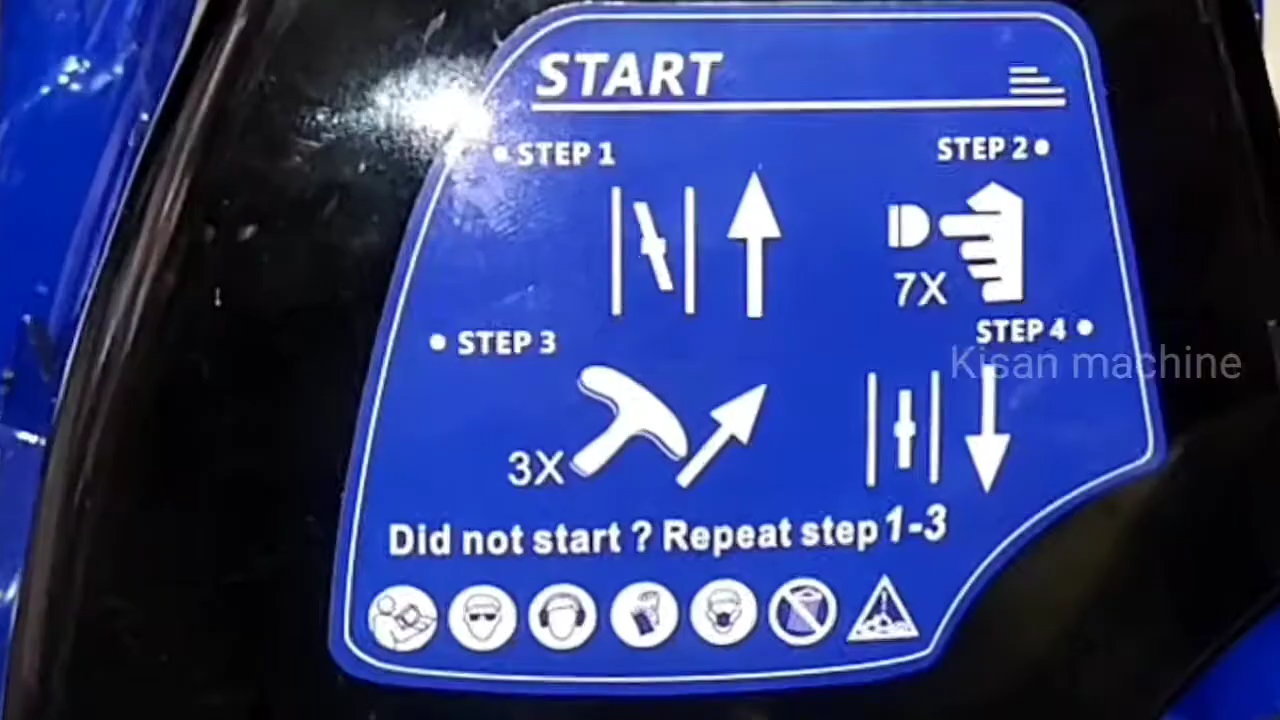 START
STEP 1
STEP 2
7X
STEP 3
STEP 4
Kisan machine
3X
Did not start ? Repeat step 1-3